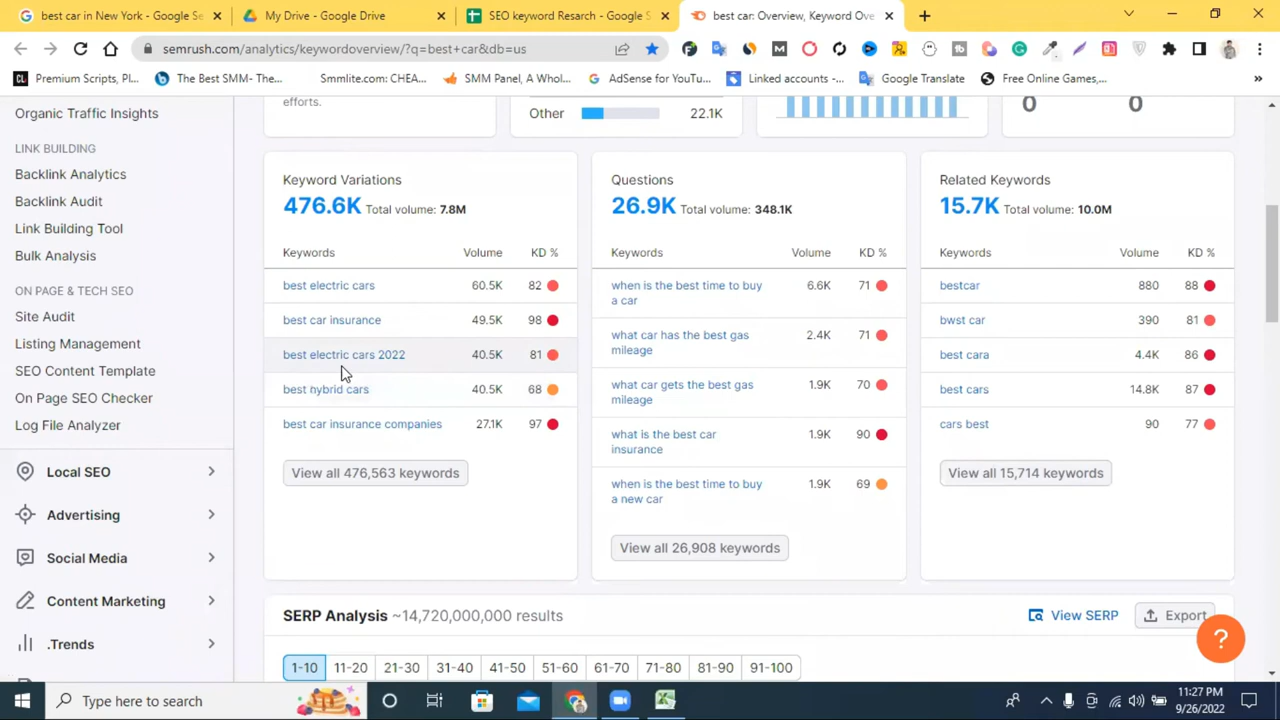 best car in New York - Google Se
My Drive - Google Drive
SEO keyword Resarch - Google S
best car: Overview, Keyword Ove
semrush.com/analytics/keywordoverview/?q=best+car&db=us
Premium Scripts, Pl...
The Best SMM- The...
Smmlite.com: CHEA...
SMM Panel, A Whol...
AdSense for YouTu...
Linked accounts -...
Google Translate
Free Online Games,...
efforts.
Other
22.1K
0
0
Organic Traffic Insights
LINK BUILDING
Backlink Analytics
Backlink Audit
Link Building Tool
Bulk Analysis
ON PAGE & TECH SEO
Site Audit
Listing Management
SEO Content Template
On Page SEO Checker
Log File Analyzer
Local SEO
Advertising
Social Media
Content Marketing
.Trends
Keyword Variations
476.6K Total volume: 7.8M
Keywords Volume KD %
best electric cars 60.5K 82
best car insurance 49.5K 98
best electric cars 2022 40.5K 81
best hybrid cars 40.5K 68
best car insurance companies 27.1K 97
View all 476,563 keywords
Questions
26.9K Total volume: 348.1K
Keywords Volume KD %
when is the best time to buy 6.6K 71
a car
what car has the best gas 2.4K 71
mileage
what car gets the best gas 1.9K 70
mileage
what is the best car 1.9K 90
insurance
when is the best time to buy 1.9K 69
a new car
View all 26,908 keywords
Related Keywords
15.7K Total volume: 10.0M
Keywords Volume KD %
bestcar 880 88
bwst car 390 81
best cara 4.4K 86
best cars 14.8K 87
cars best 90 77
View all 15,714 keywords
SERP Analysis ~14,720,000,000 results
View SERP
Export
1-10 11-20 21-30 31-40 41-50 51-60 61-70 71-80 81-90 91-100
?
Type here to search
11:27 PM
9/26/2022